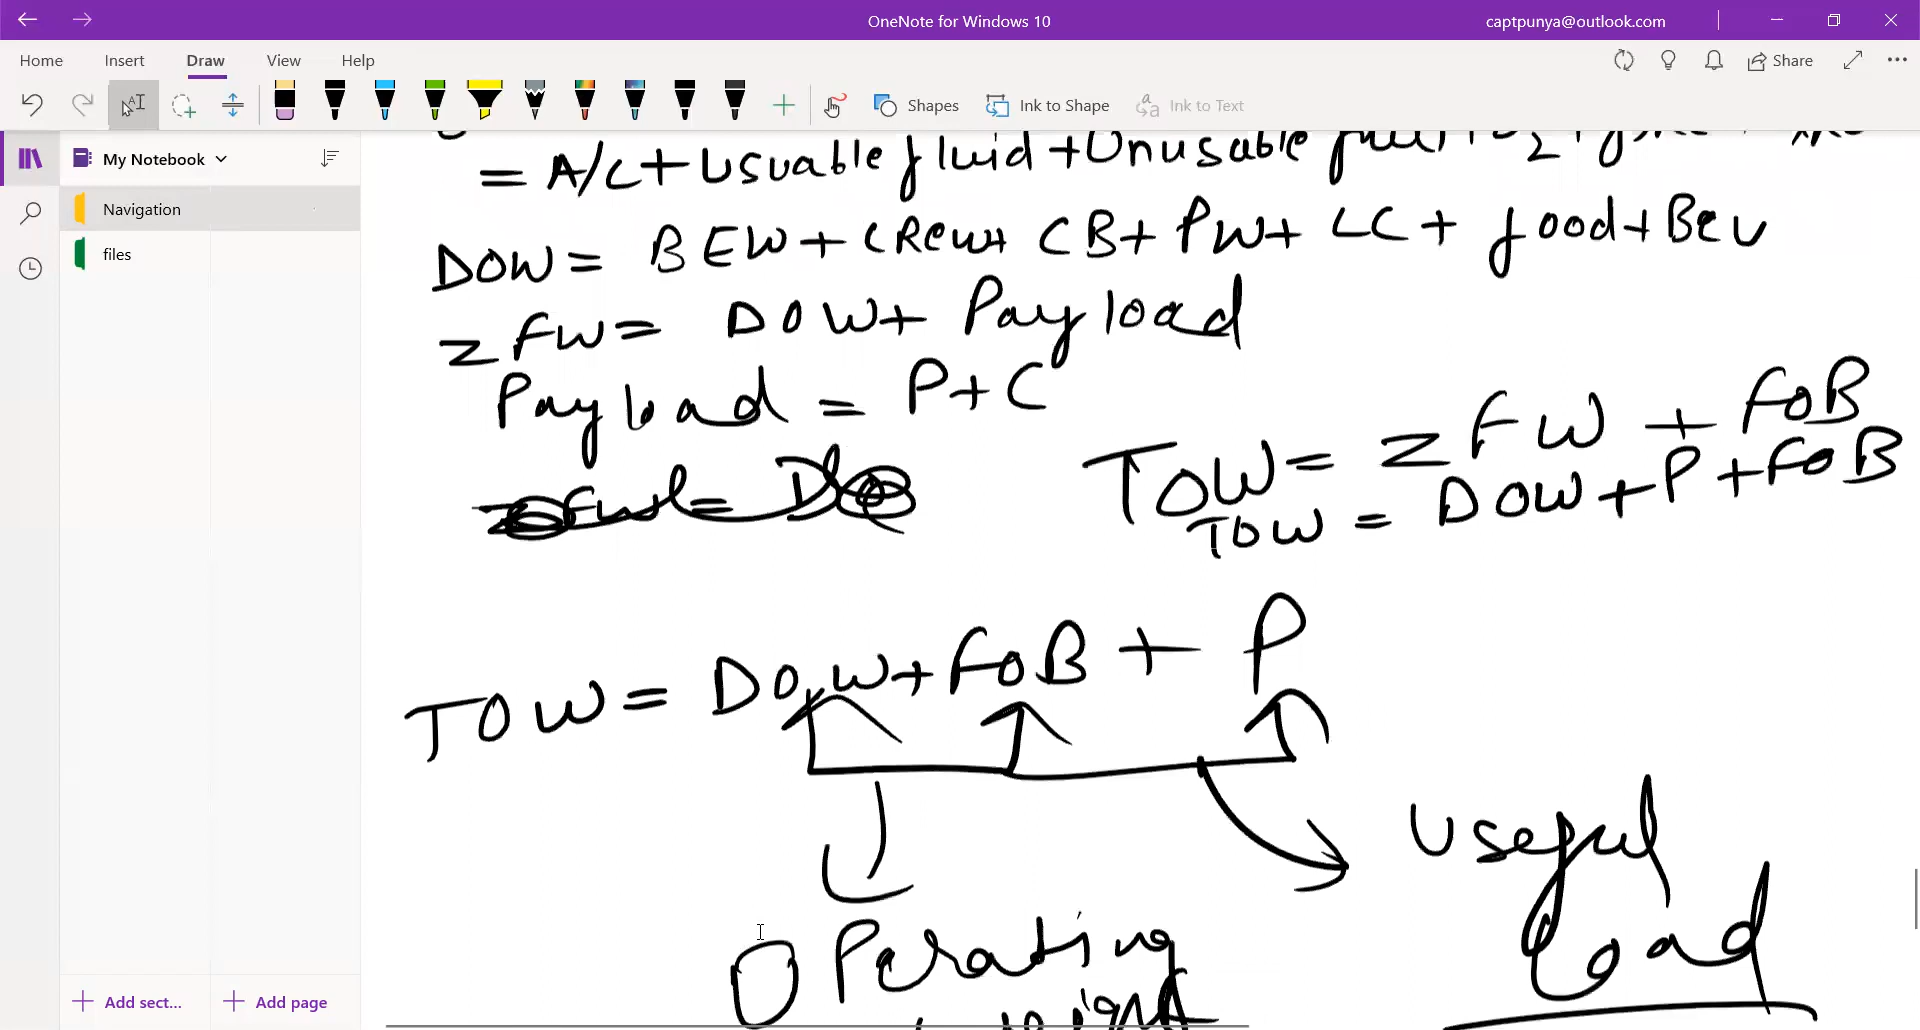 OneNote for Windows 10
captpunya@outlook.com
Home Insert Draw View Help
Share
Shapes Ink to Shape Ink to Text
My Notebook
Navigation
files
= A/C + Usuable fluid + Unusable
DOW = BEW + CRew + CB + PW + LC + food + Bev
ZFW = DOW + Payload
Payload = P + C
TOW = ZFW + FOB
TOW = DOW + P + FOB
TOW = DOW + FOB + P
Useful
Load
Operating
Add sect... Add page